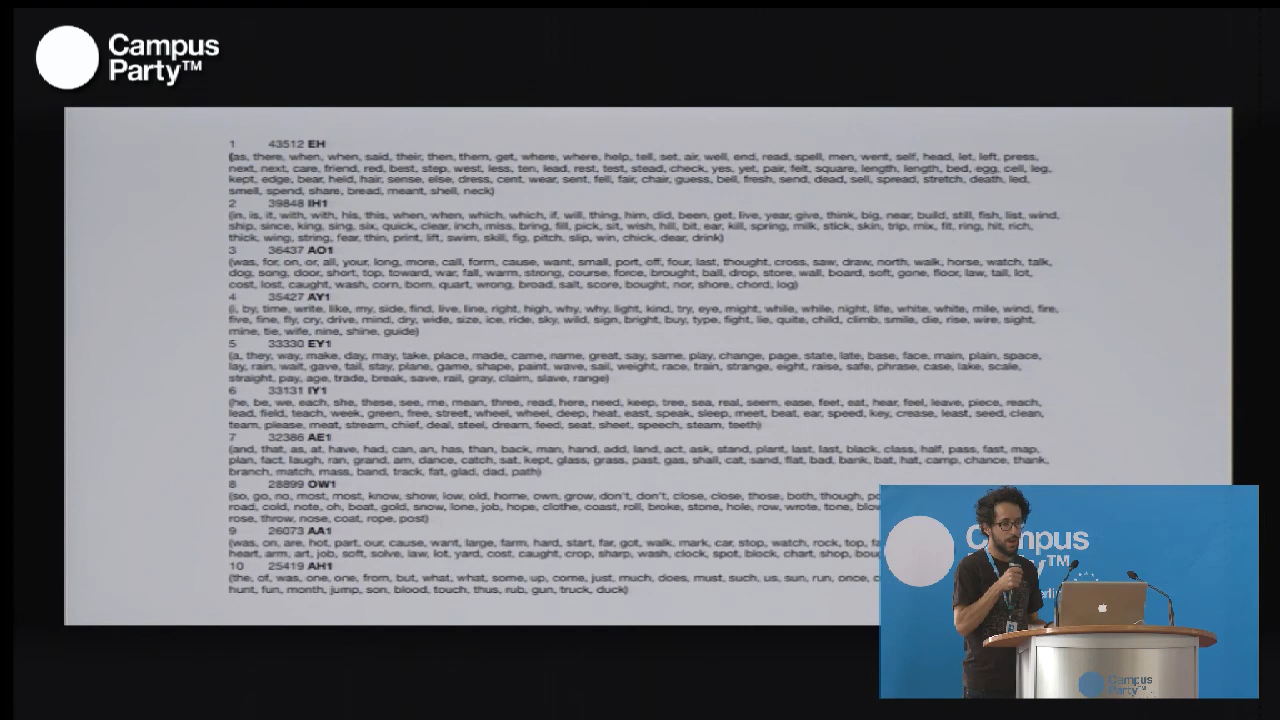 Campus
Party™
1 43512 EH
(as, there, when, when, said, their, then, them, get, where, where, help, tell, set, air, well, end, read, spell, men, went, self, head, let, left, press,
next, next, care, friend, red, best, step, west, less, ten, lead, rest, test, stead, check, yes, yet, pair, felt, square, length, length, bed, egg, cell, leg,
kept, edge, bear, held, hair, sense, else, dress, cent, wear, sent, fell, fair, chair, guess, bell, fresh, send, dead, sell, spread, stretch, death, led,
smell, spend, share, bread, meant, shell, neck)
2 39848 IH1
(in, is, it, with, with, his, this, when, when, which, which, if, will, thing, him, did, been, get, live, year, give, think, big, near, build, still, fish, list, wind,
ship, since, king, sing, six, quick, clear, inch, miss, bring, fill, pick, sit, wish, hill, bit, ear, kill, spring, milk, stick, skin, trip, mix, fit, ring, hit, rich,
thick, wing, string, fear, thin, print, lift, swim, skill, fig, pitch, slip, win, chick, dear, drink)
3 36437 AO1
(was, for, on, or, all, your, long, more, call, form, cause, want, small, port, off, four, last, thought, cross, saw, draw, north, walk, horse, watch, talk,
dog, song, door, short, top, toward, war, fall, warm, strong, course, force, brought, ball, drop, store, wall, board, soft, gone, floor, law, tall, lot,
cost, lost, caught, wash, corn, born, quart, wrong, broad, salt, score, bought, nor, shore, chord, log)
4 35427 AY1
(i, by, time, write, like, my, side, find, live, line, right, high, why, why, light, kind, try, eye, might, while, while, night, life, white, white, mile, wind, fire,
five, fine, fly, cry, drive, mind, dry, wide, size, ice, ride, sky, wild, sign, bright, buy, type, fight, lie, quite, child, climb, smile, die, rise, wire, sight,
mine, tie, wife, nine, shine, guide)
5 33330 EY1
(a, they, way, make, day, may, take, place, made, came, name, great, say, same, play, change, page, state, late, base, face, main, plain, space,
lay, rain, wait, gave, tail, stay, plane, game, shape, paint, wave, sail, weight, race, train, strange, eight, raise, safe, phrase, case, lake, scale,
straight, pay, age, trade, break, save, rail, gray, claim, slave, range)
6 33131 IY1
(he, be, we, each, she, these, see, me, mean, three, read, here, need, keep, tree, sea, real, seem, ease, feet, eat, hear, feel, leave, piece, reach,
lead, field, teach, week, green, free, street, wheel, wheel, deep, heat, east, speak, sleep, meet, beat, ear, speed, key, crease, least, seed, clean,
team, please, meat, stream, chief, deal, steel, dream, feed, seat, sheet, speech, steam, teeth)
7 32386 AE1
(and, that, as, at, have, had, can, an, has, than, back, man, hand, add, land, act, ask, stand, plant, last, last, black, class, half, pass, fast, map,
plan, fact, laugh, ran, grand, am, dance, catch, sat, kept, glass, grass, past, gas, shall, cat, sand, flat, bad, bank, bat, hat, camp, chance, thank,
branch, match, mass, band, track, fat, glad, dad, path)
8 28899 OW1
(so, go, no, most, most, know, show, low, old, home, own, grow, don't, don't, close, close, those, both, though,
road, cold, note, oh, boat, gold, snow, lone, job, hope, clothe, coast, roll, broke, stone, hole, row, wrote, tone,
rose, throw, nose, coat, rope, post)
9 26073 AA1
(was, on, are, hot, part, our, cause, want, large, farm, hard, start, far, got, walk, mark, car, stop, watch, rock, top,
heart, arm, art, job, soft, solve, law, lot, yard, cost, caught, crop, sharp, wash, clock, spot, block, chart, shop,
10 25419 AH1
(the, of, was, one, one, from, but, what, what, some, up, come, just, much, does, must, such, us, sun, run, once,
hunt, fun, month, jump, son, blood, touch, thus, rub, gun, truck, duck)
Campus
Party™
Campus
Party™